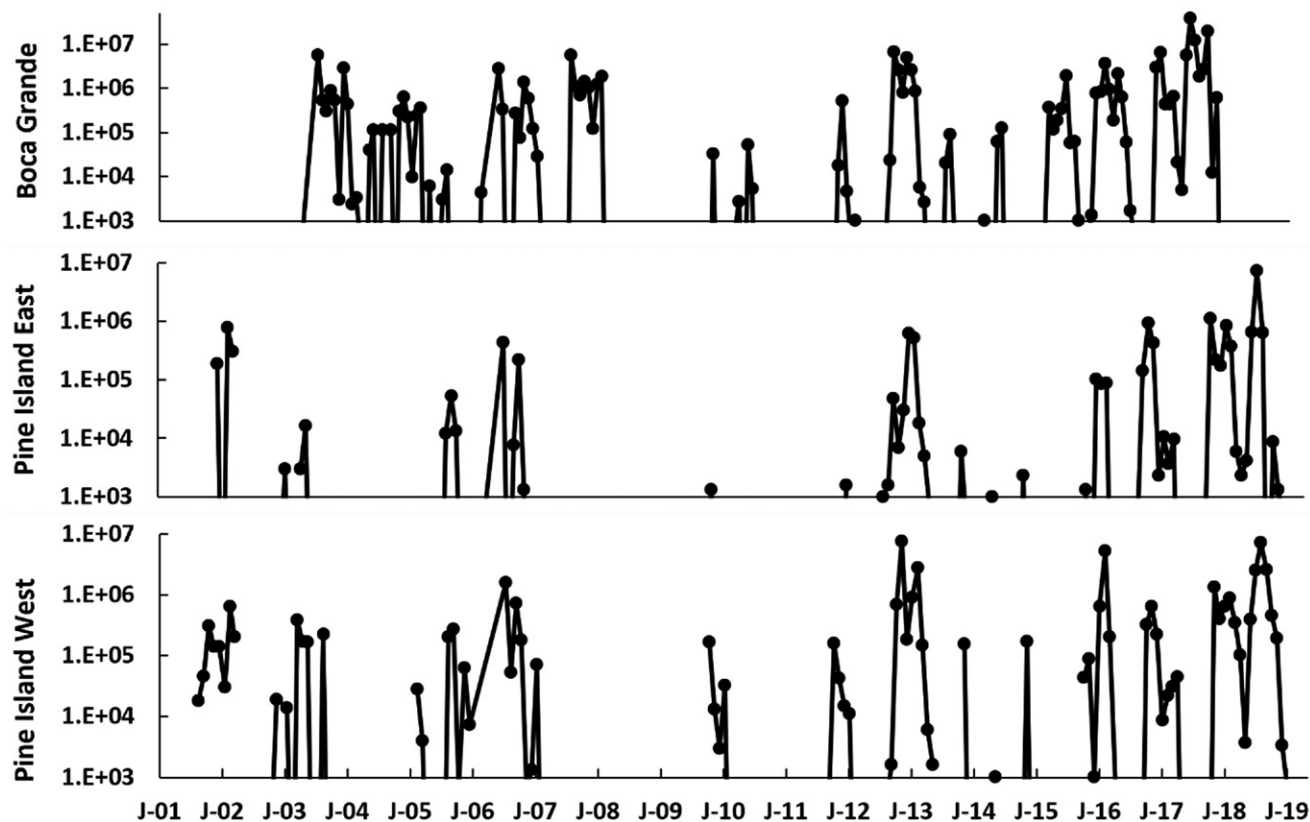 Boca Grande
1.E+07
1.E+06
1.E+05
1.E+04
1.E+03
Pine Island East
1.E+07
1.E+06
1.E+05
1.E+04
1.E+03
Pine Island West
1.E+07
1.E+06
1.E+05
1.E+04
1.E+03
J-01 J-02 J-03 J-04 J-05 J-06 J-07 J-08 J-09 J-10 J-11 J-12 J-13 J-14 J-15 J-16 J-17 J-18 J-19